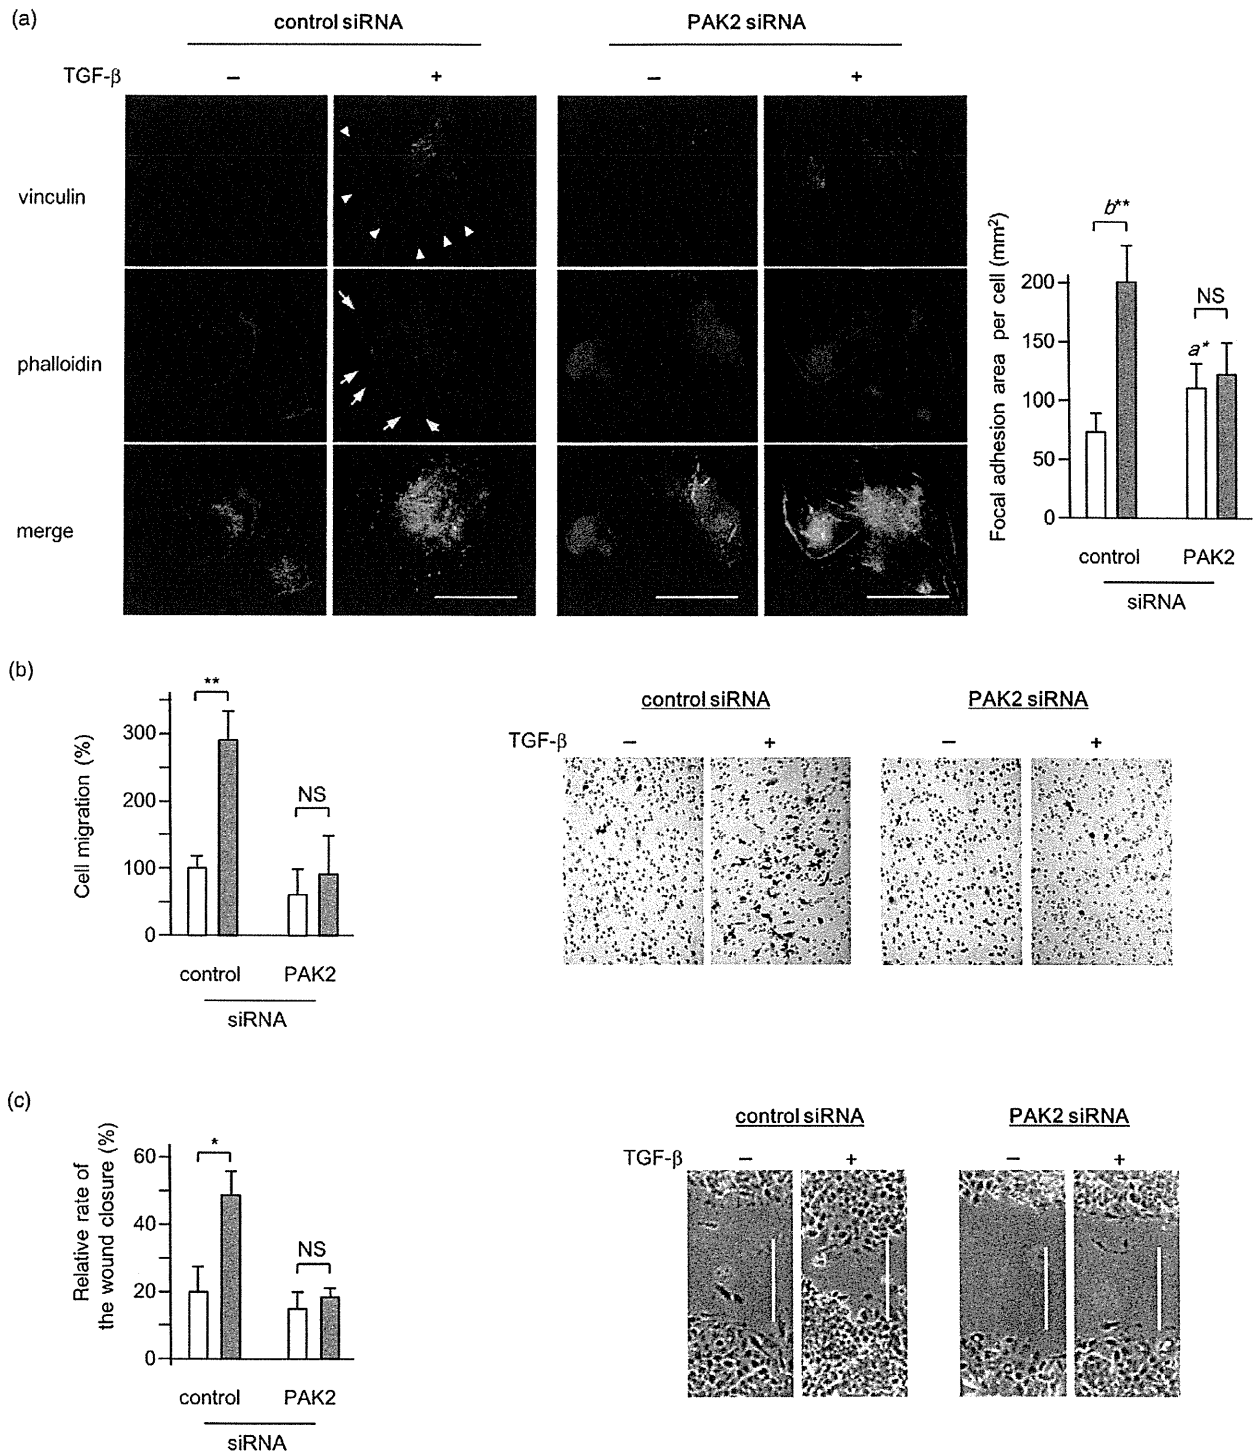 (a)
control siRNA
PAK2 siRNA
TGF-β – + – +
vinculin
phalloidin
merge
Focal adhesion area per cell (mm²)
200
150
100
50
0
b**
a*
NS
control PAK2
siRNA
(b)
Cell migration (%)
300
200
100
0
**
NS
control PAK2
siRNA
control siRNA
PAK2 siRNA
TGF-β – + – +
(c)
Relative rate of
the wound closure (%)
60
40
20
0
*
NS
control PAK2
siRNA
control siRNA
PAK2 siRNA
TGF-β – + – +